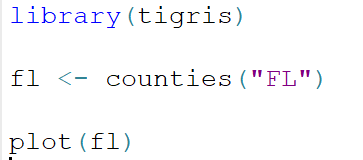 library(tigris)
fl <- counties("FL")
plot(fl)